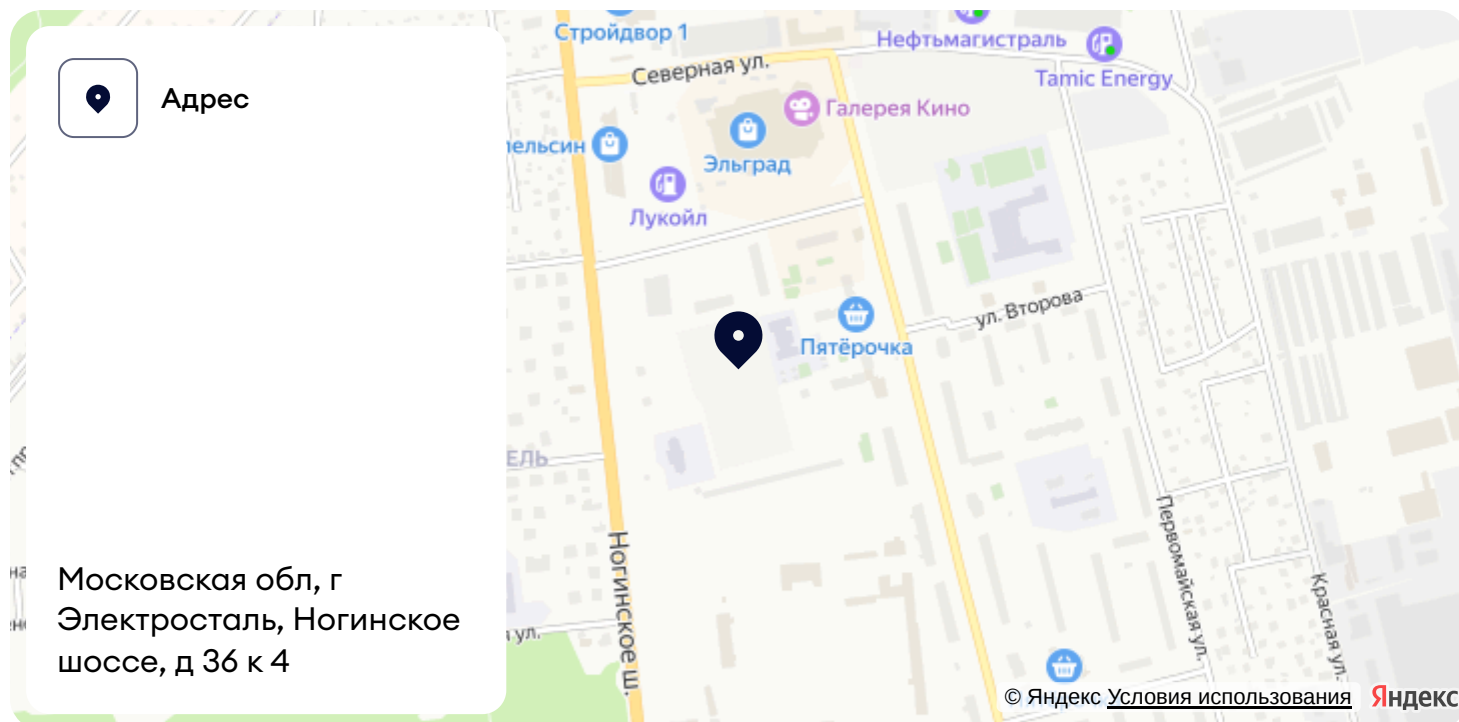 Адрес
Московская обл, г
Электросталь, Ногинское
шоссе, д 36 к 4
Стройдвор 1
Нефтьмагистраль
Tamic Energy
Северная ул.
Галерея Кино
Эльград
Лукойл
ул. Второва
Пятёрочка
Ногинское ш.
Первомайская ул.
Красная ул.
© Яндекс Условия использования
Яндекс